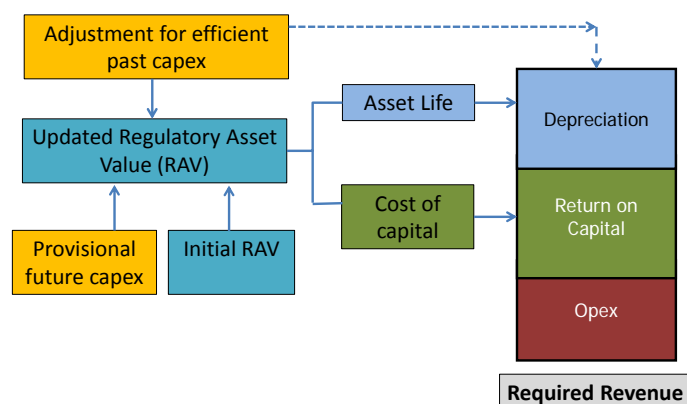 Adjustment for efficient
past capex
Asset Life
Depreciation
Updated Regulatory Asset
Value (RAV)
Cost of
capital
Return on
Capital
Provisional
future capex
Initial RAV
Opex
Required Revenue